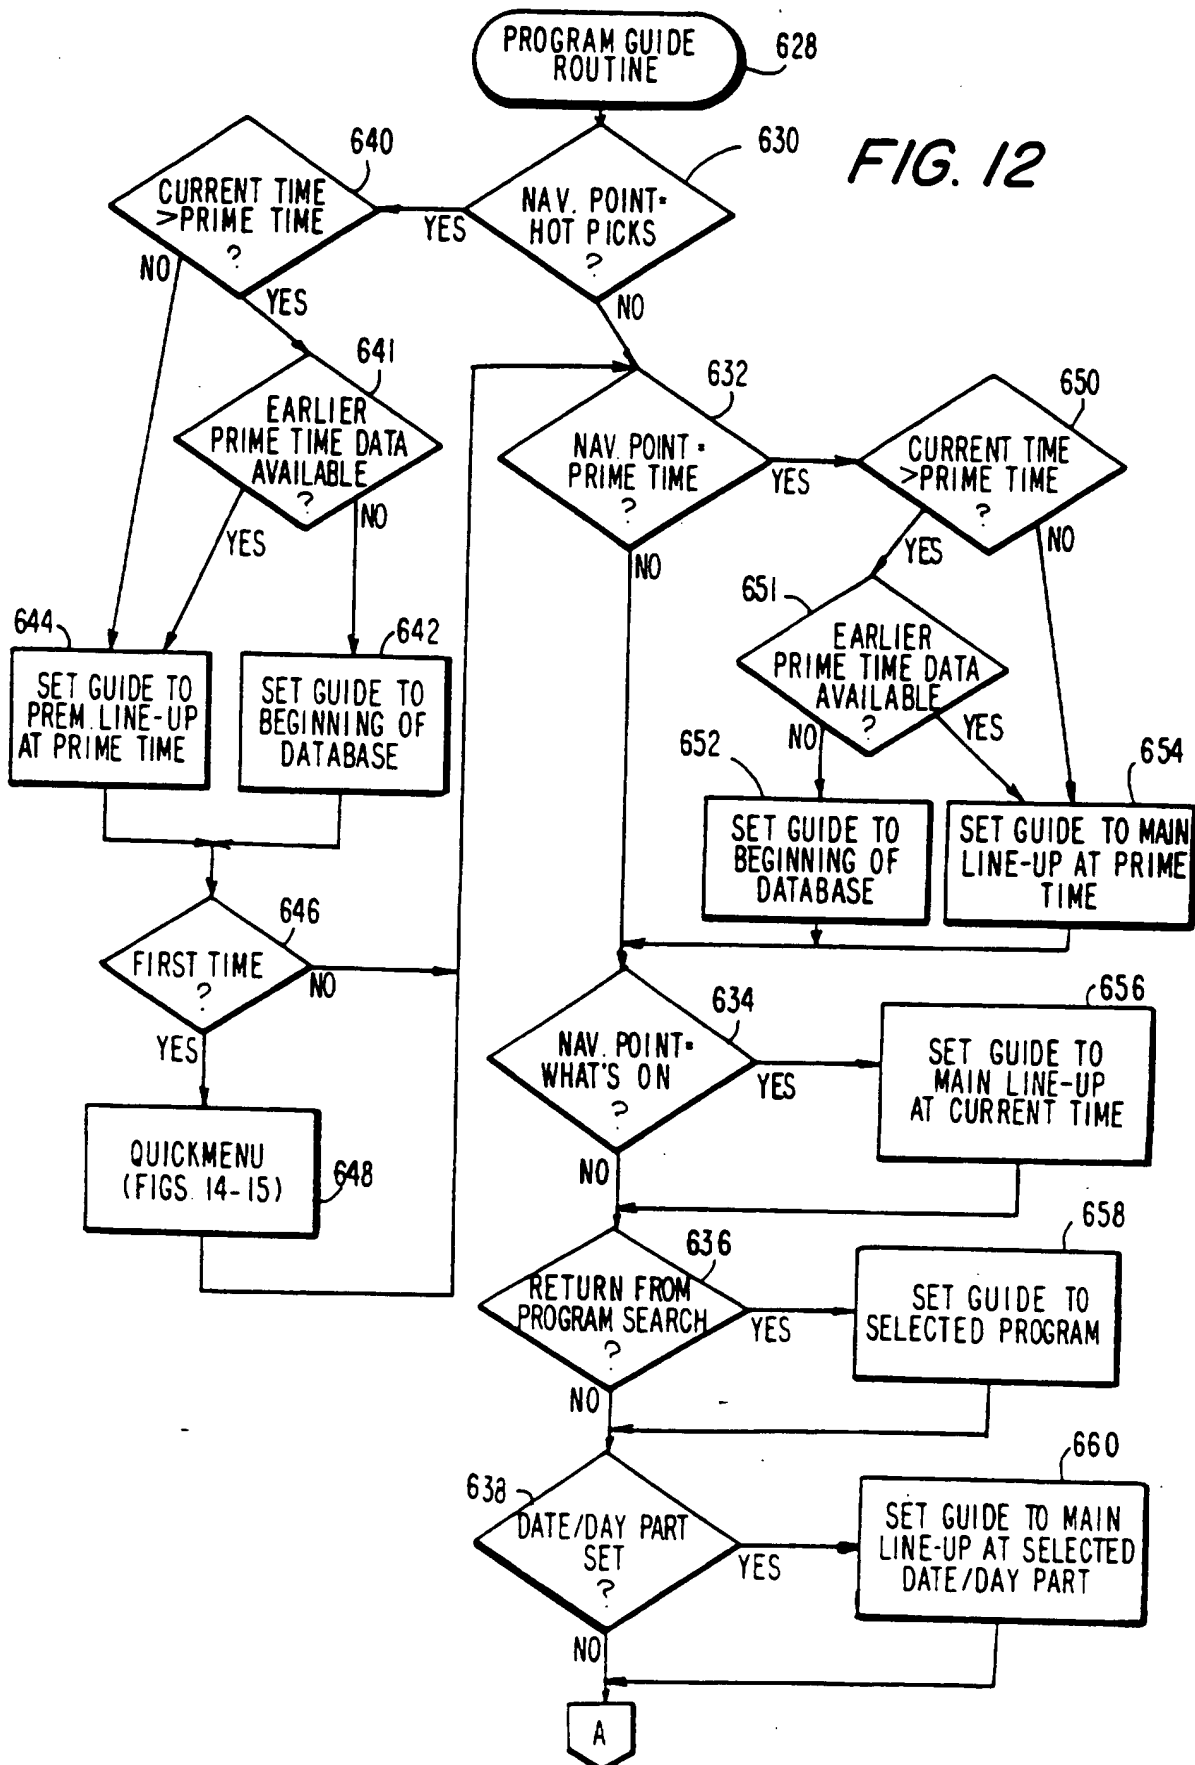 PROGRAM GUIDE
ROUTINE
628
FIG. 12
640
CURRENT TIME
>PRIME TIME
?
630
NAV. POINT=
HOT PICKS
?
YES
NO
YES
NO
641
EARLIER
PRIME TIME DATA
AVAILABLE
?
YES
NO
632
NAV. POINT=
PRIME TIME
?
YES
NO
650
CURRENT TIME
>PRIME TIME
?
YES
NO
651
EARLIER
PRIME TIME DATA
AVAILABLE
?
NO
YES
644
SET GUIDE TO
PREM. LINE-UP
AT PRIME TIME
642
SET GUIDE TO
BEGINNING OF
DATABASE
652
SET GUIDE TO
BEGINNING OF
DATABASE
654
SET GUIDE TO MAIN
LINE-UP AT PRIME
TIME
646
FIRST TIME
?
NO
YES
QUICKMENU
(FIGS. 14-15)
648
634
NAV. POINT=
WHAT'S ON
?
YES
NO
656
SET GUIDE TO
MAIN LINE-UP
AT CURRENT TIME
636
RETURN FROM
PROGRAM SEARCH
?
YES
NO
658
SET GUIDE TO
SELECTED PROGRAM
638
DATE/DAY PART
SET
?
YES
NO
660
SET GUIDE TO MAIN
LINE-UP AT SELECTED
DATE/DAY PART
A